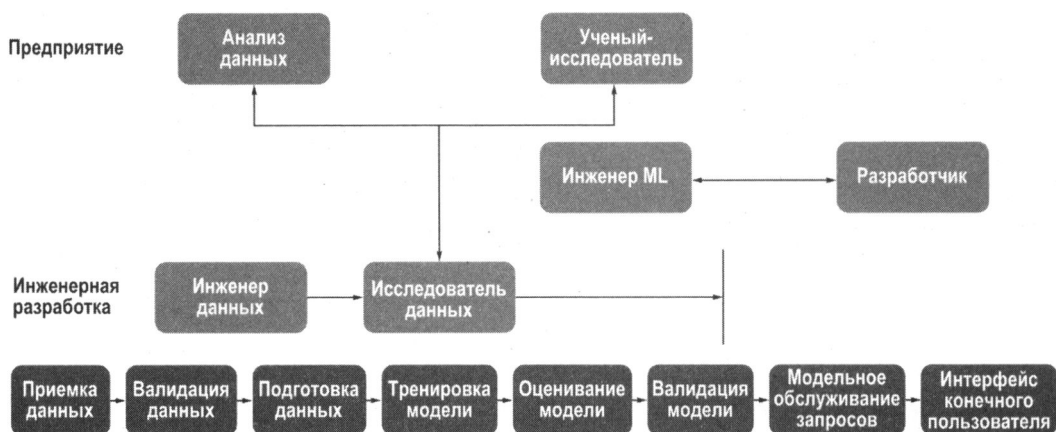 Предприятие
Анализ
данных
Ученый-
исследователь
Инженер ML
Разработчик
Инженерная
разработка
Инженер
данных
Исследователь
данных
Приемка
данных
Валидация
данных
Подготовка
данных
Тренировка
модели
Оценивание
модели
Валидация
модели
Модельное
обслуживание
запросов
Интерфейс
конечного
пользователя